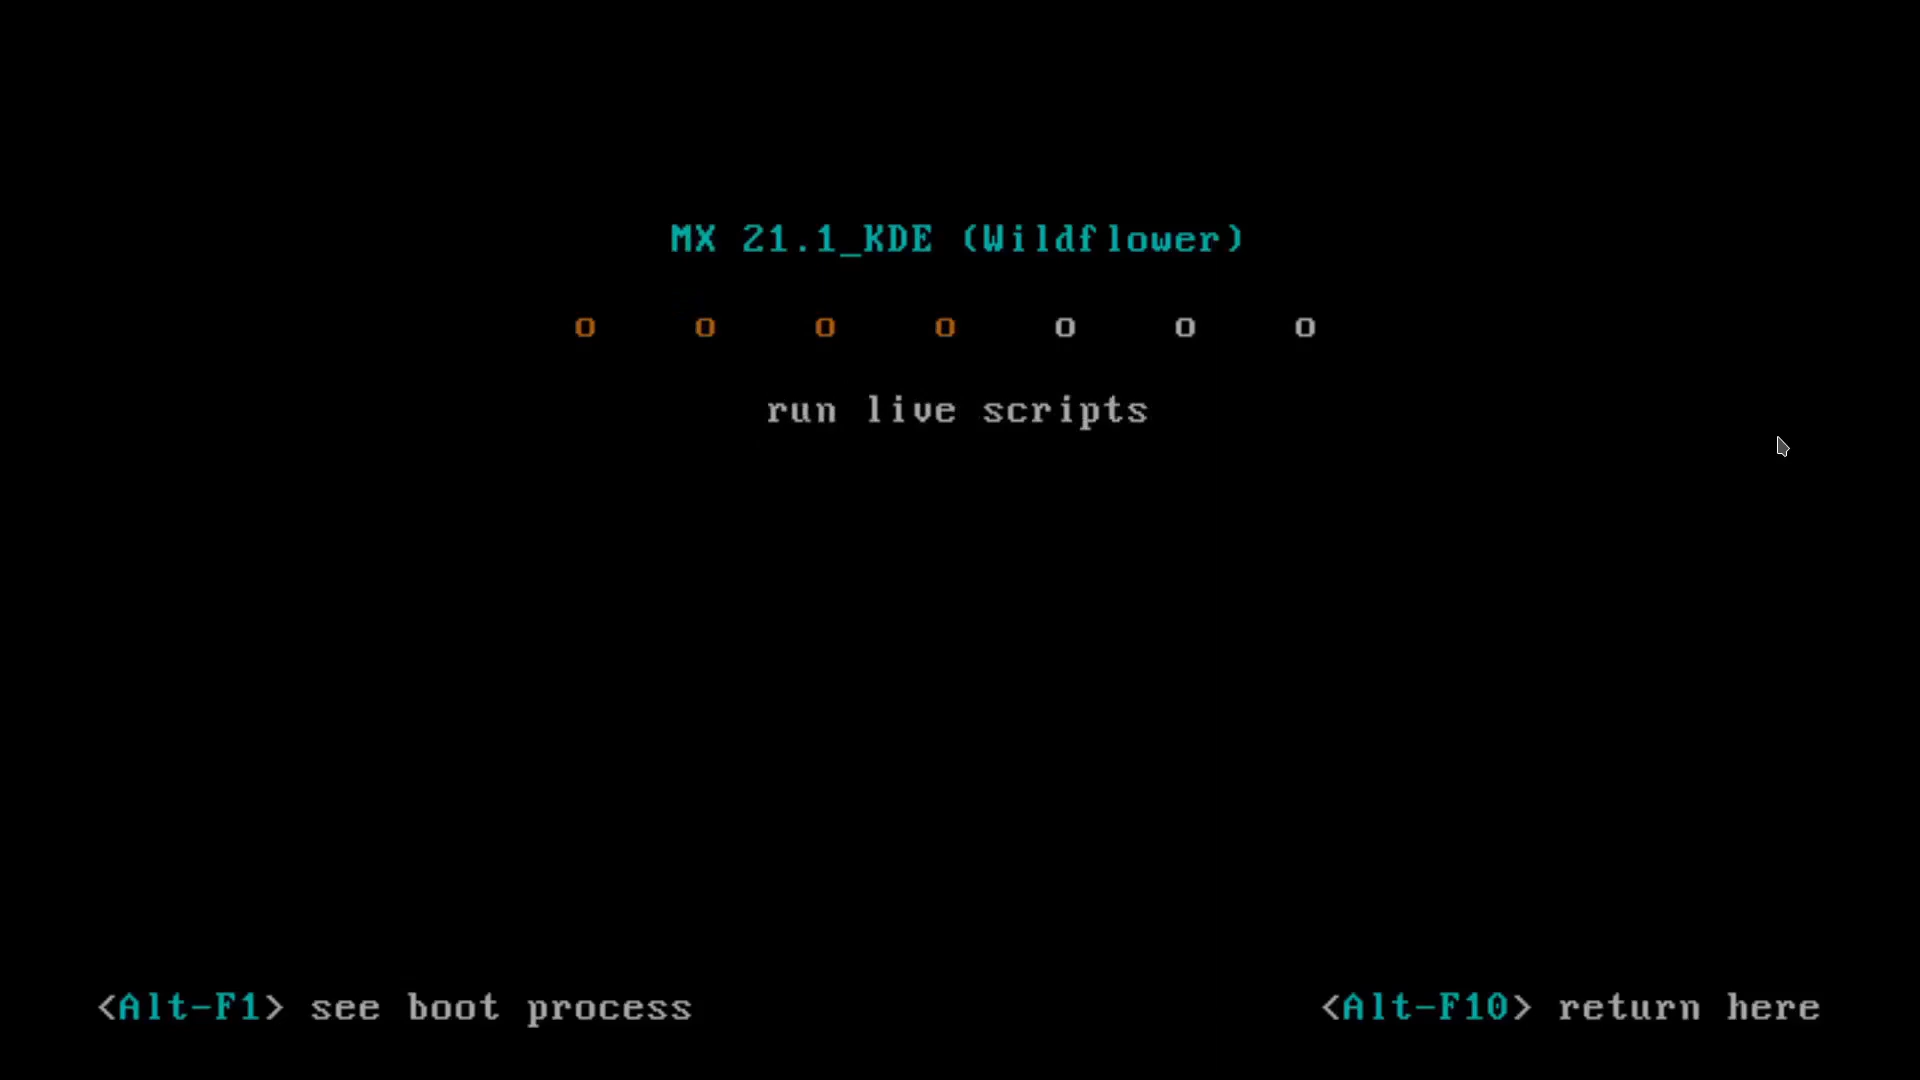 MX 21.1_KDE (Wildflower)
o o o o o o o
run live scripts
<Alt-F1> see boot process
<Alt-F10> return here